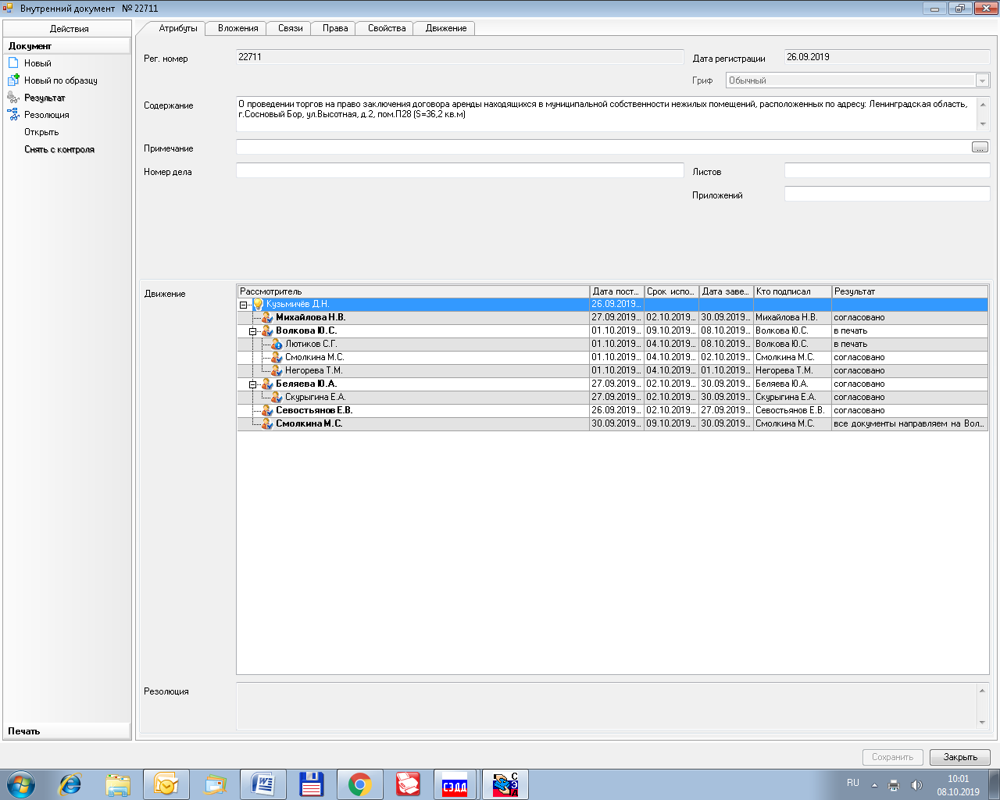 Внутренний документ № 22711
Действия
Документ
Новый
Новый по образцу
Результат
Резолюция
Открыть
Снять с контроля
Печать
Атрибуты Вложения Связи Права Свойства Движение
Рег. номер 22711 Дата регистрации 26.09.2019
Гриф Обычный
Содержание О проведении торгов на право заключения договора аренды находящихся в муниципальной собственности нежилых помещений, расположенных по адресу: Ленинградская область,
г.Сосновый Бор, ул.Высотная, д.2, пом.П28 (S=36,2 кв.м)
Примечание ...
Номер дела Листов
Приложений
Движение
Рассмотритель Дата пост... Срок испо... Дата заве... Кто подписал Результат
Кузьмичёв Д.Н. 26.09.2019...
Михайлова Н.В. 27.09.2019... 02.10.2019... 30.09.2019... Михайлова Н.В. согласовано
Волкова Ю.С. 01.10.2019... 09.10.2019... 08.10.2019... Волкова Ю.С. в печать
Лютиков С.Г. 01.10.2019... 04.10.2019... 08.10.2019... Волкова Ю.С. в печать
Смолкина М.С. 01.10.2019... 04.10.2019... 02.10.2019... Смолкина М.С. согласовано
Негорева Т.М. 01.10.2019... 04.10.2019... 01.10.2019... Негорева Т.М. согласовано
Беляева Ю.А. 27.09.2019... 02.10.2019... 30.09.2019... Беляева Ю.А. согласовано
Скурыгина Е.А. 27.09.2019... 02.10.2019... 30.09.2019... Скурыгина Е.А. согласовано
Севостьянов Е.В. 26.09.2019... 02.10.2019... 27.09.2019... Севостьянов Е.В. согласовано
Смолкина М.С. 30.09.2019... 09.10.2019... 30.09.2019... Смолкина М.С. все документы направляем на Вол...
Резолюция
Сохранить Закрыть
СЭДД СЭД RU 10:01
08.10.2019